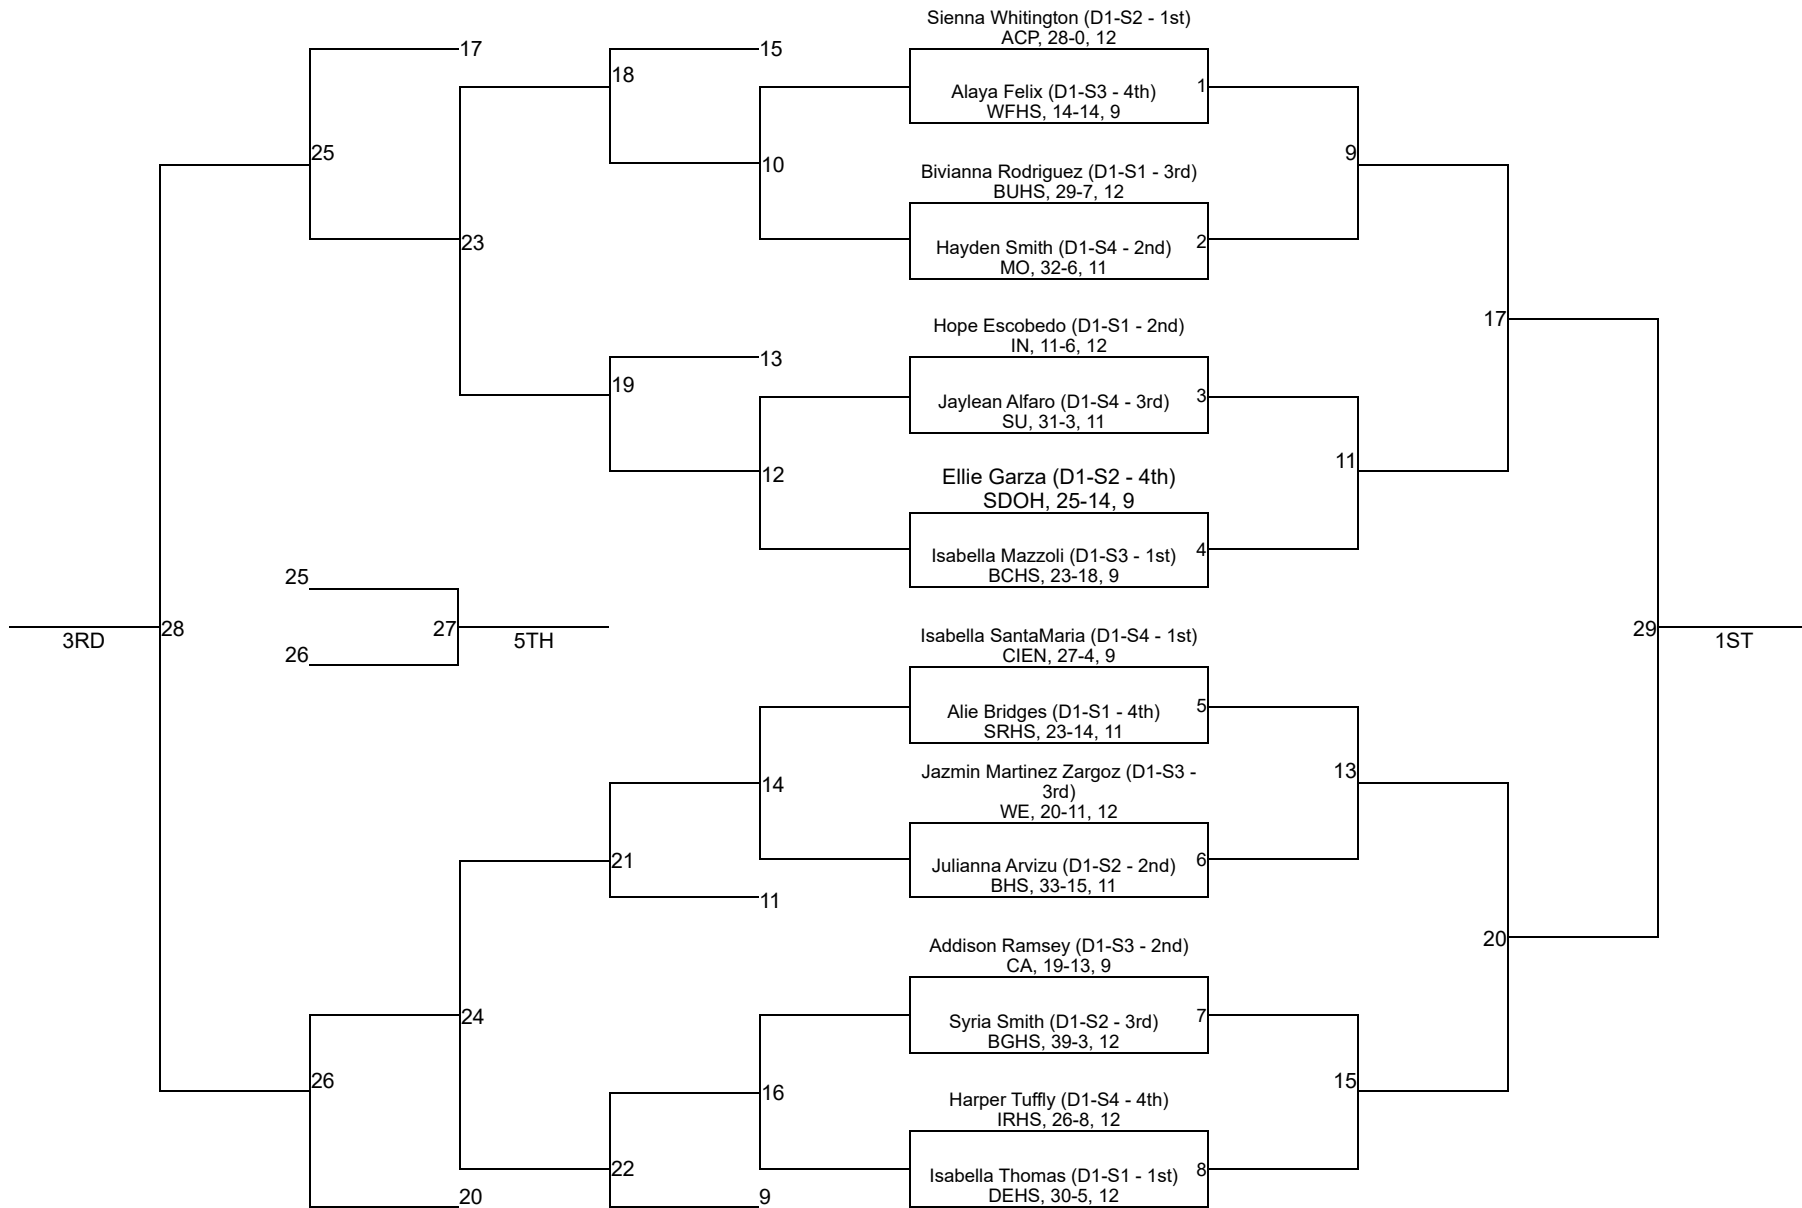 Sienna Whitington (D1-S2 - 1st)
ACP, 28-0, 12
17
15
18
Alaya Felix (D1-S3 - 4th)
WFHS, 14-14, 9
1
25
10
9
Bivianna Rodriguez (D1-S1 - 3rd)
BUHS, 29-7, 12
23
Hayden Smith (D1-S4 - 2nd)
MO, 32-6, 11
2
Hope Escobedo (D1-S1 - 2nd)
IN, 11-6, 12
17
13
19
Jaylean Alfaro (D1-S4 - 3rd)
SU, 31-3, 11
3
12
11
Ellie Garza (D1-S2 - 4th)
SDOH, 25-14, 9
Isabella Mazzoli (D1-S3 - 1st)
BCHS, 23-18, 9
4
25
3RD
28
27
5TH
26
29
1ST
Isabella SantaMaria (D1-S4 - 1st)
CIEN, 27-4, 9
Alie Bridges (D1-S1 - 4th)
SRHS, 23-14, 11
5
14
13
Jazmin Martinez Zargoz (D1-S3 -
3rd)
WE, 20-11, 12
21
Julianna Arvizu (D1-S2 - 2nd)
BHS, 33-15, 11
6
11
20
Addison Ramsey (D1-S3 - 2nd)
CA, 19-13, 9
24
Syria Smith (D1-S2 - 3rd)
BGHS, 39-3, 12
7
26
16
15
Harper Tuffly (D1-S4 - 4th)
IRHS, 26-8, 12
22
Isabella Thomas (D1-S1 - 1st)
DEHS, 30-5, 12
8
20
9